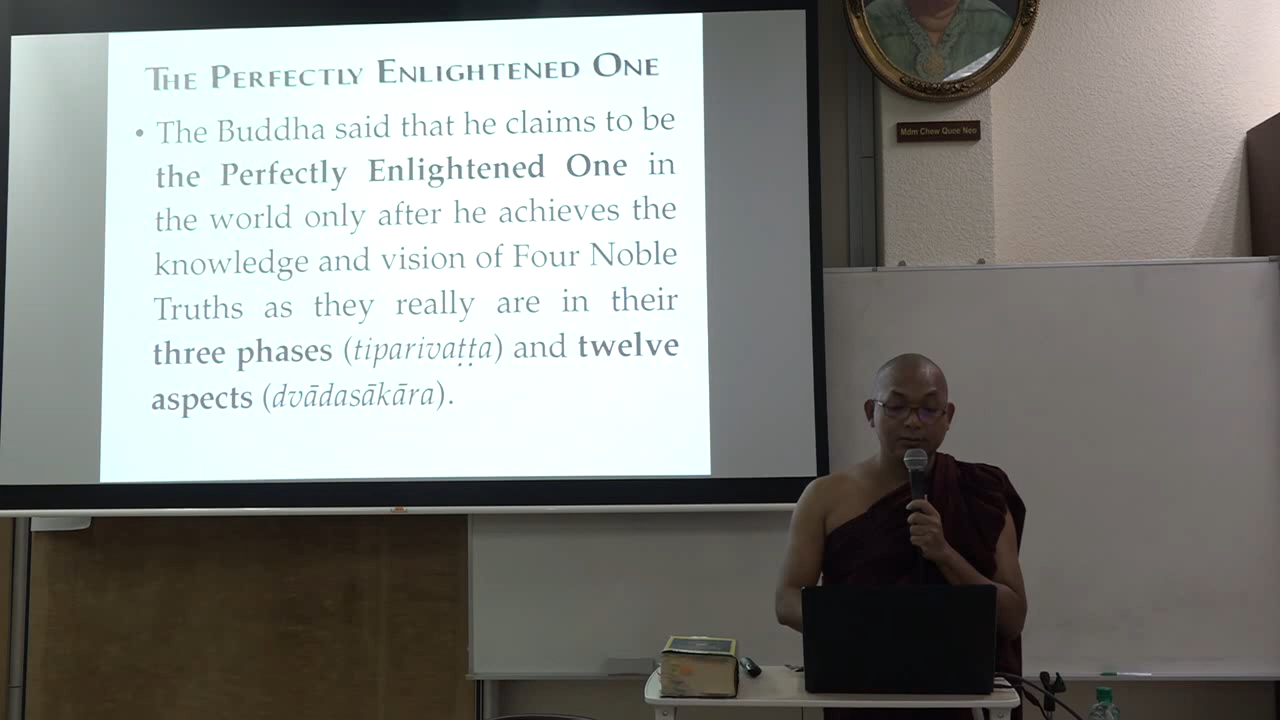 THE PERFECTLY ENLIGHTENED ONE
• The Buddha said that he claims to be
the Perfectly Enlightened One in
the world only after he achieves the
knowledge and vision of Four Noble
Truths as they really are in their
three phases (tiparivaṭṭa) and twelve
aspects (dvādasākāra).
Mdm Chew Quee Neo